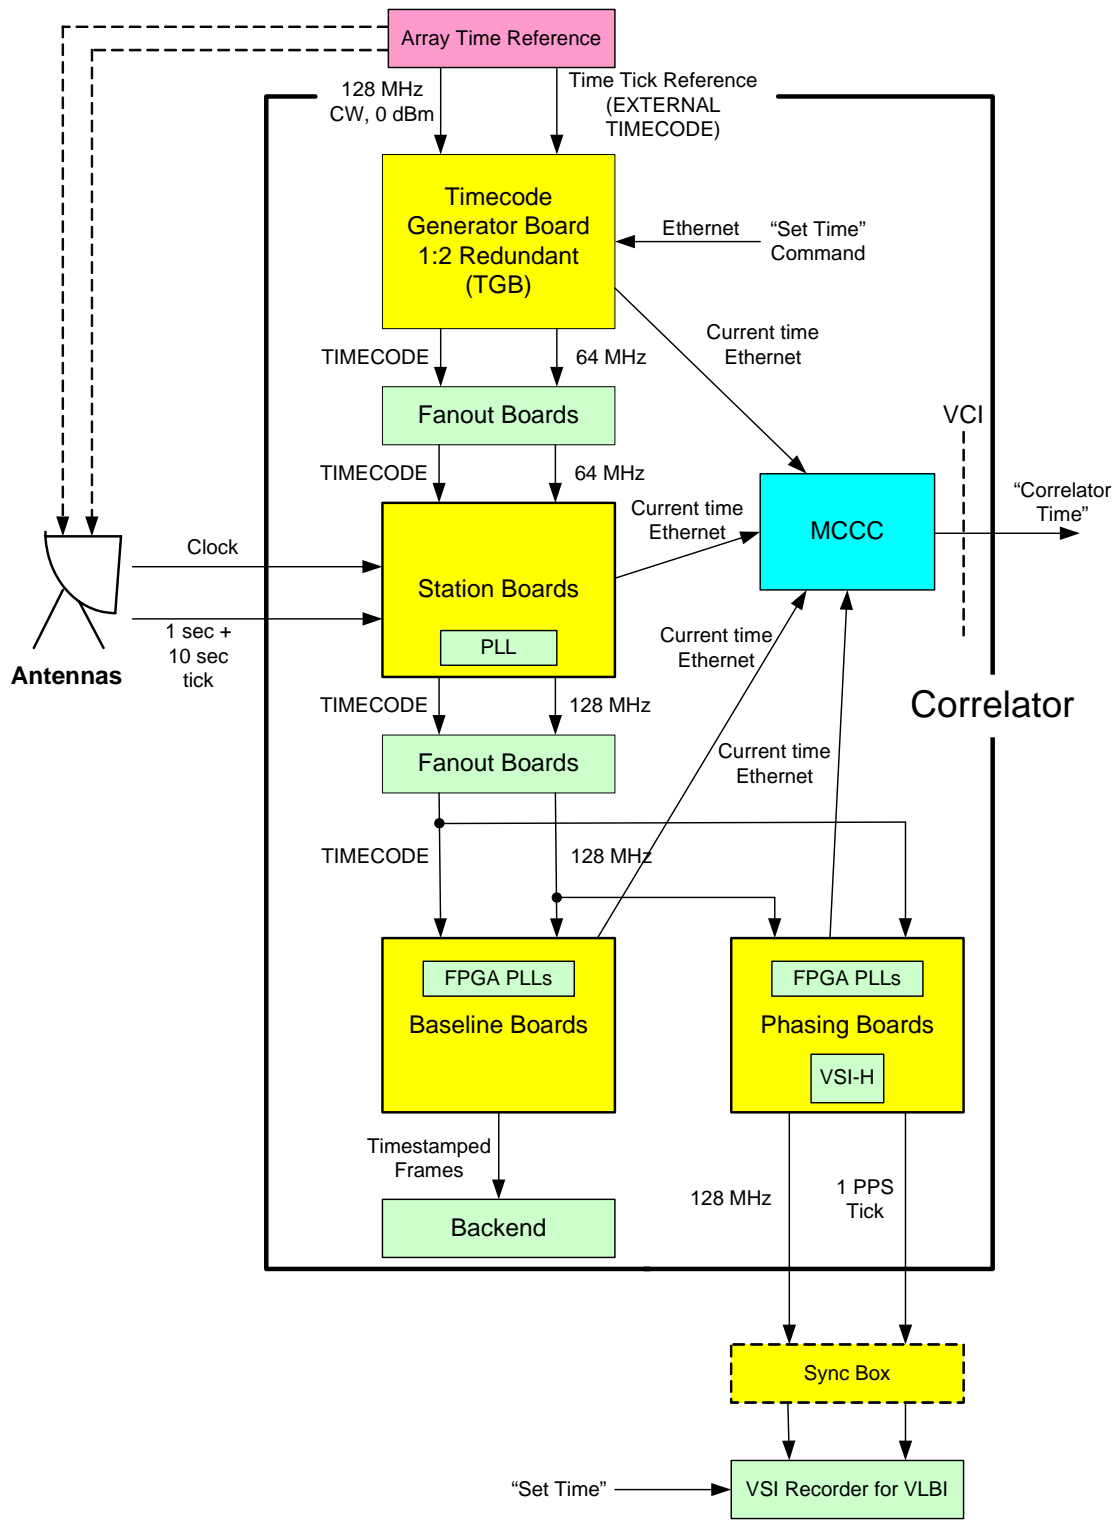 Array Time Reference
128 MHz
CW, 0 dBm
Time Tick Reference
(EXTERNAL
TIMECODE)
Timecode
Generator Board
1:2 Redundant
(TGB)
Ethernet
“Set Time”
Command
Current time
Ethernet
TIMECODE
64 MHz
Fanout Boards
VCI
TIMECODE
64 MHz
“Correlator
Time”
Current time
Ethernet
MCCC
Clock
Station Boards
1 sec +
10 sec
tick
PLL
Current time
Ethernet
Antennas
TIMECODE
128 MHz
Correlator
Fanout Boards
Current time
Ethernet
TIMECODE
128 MHz
FPGA PLLs
Baseline Boards
FPGA PLLs
Phasing Boards
VSI-H
Timestamped
Frames
128 MHz
1 PPS
Tick
Backend
Sync Box
“Set Time”
VSI Recorder for VLBI